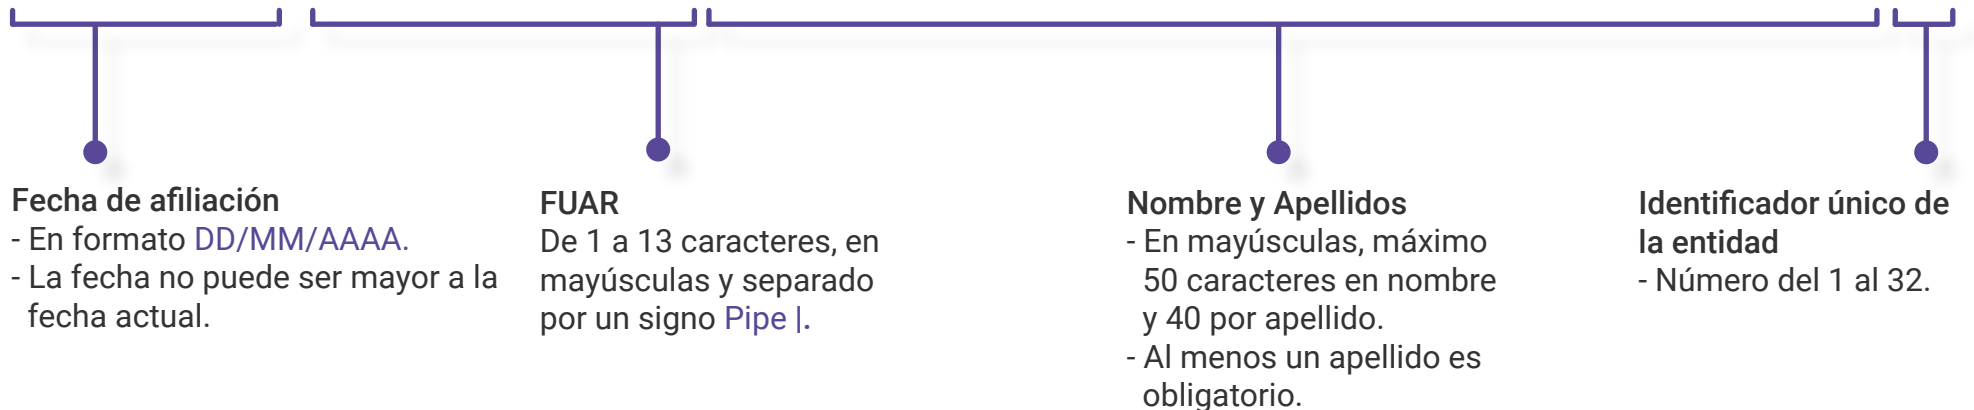 Fecha de afiliación
- En formato DD/MM/AAAA.
- La fecha no puede ser mayor a la
fecha actual.
FUAR
De 1 a 13 caracteres, en
mayúsculas y separado
por un signo Pipe |.
Nombre y Apellidos
- En mayúsculas, máximo
50 caracteres en nombre
y 40 por apellido.
- Al menos un apellido es
obligatorio.
Identificador único de
la entidad
- Número del 1 al 32.